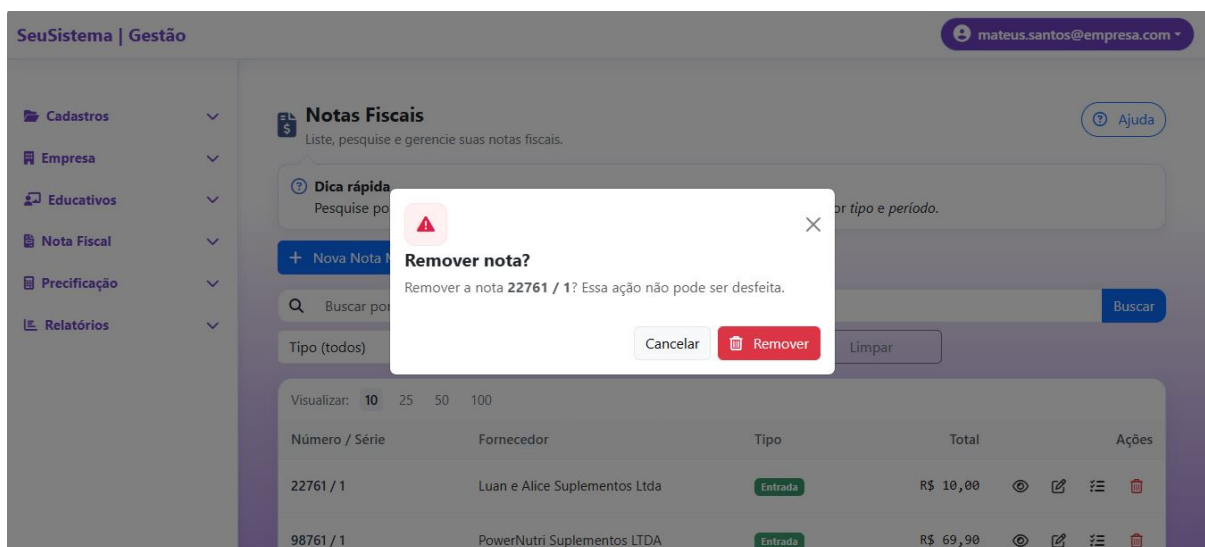 SeuSistema | Gestão
mateus.santos@empresa.com
Cadastros
Empresa
Educativos
Nota Fiscal
Precificação
Relatórios
Notas Fiscais
Liste, pesquise e gerencie suas notas fiscais.
Ajuda
Dica rápida
Pesquise po
or tipo e período.
+ Nova Nota
Buscar por
Buscar
Tipo (todos)
Limpar
Remover nota?
Remover a nota 22761 / 1? Essa ação não pode ser desfeita.
Cancelar
Remover
Visualizar: 10 25 50 100
Número / Série Fornecedor Tipo Total Ações
22761 / 1 Luan e Alice Suplementos Ltda Entrada R$ 10,00
98761 / 1 PowerNutri Suplementos LTDA Entrada R$ 69,90